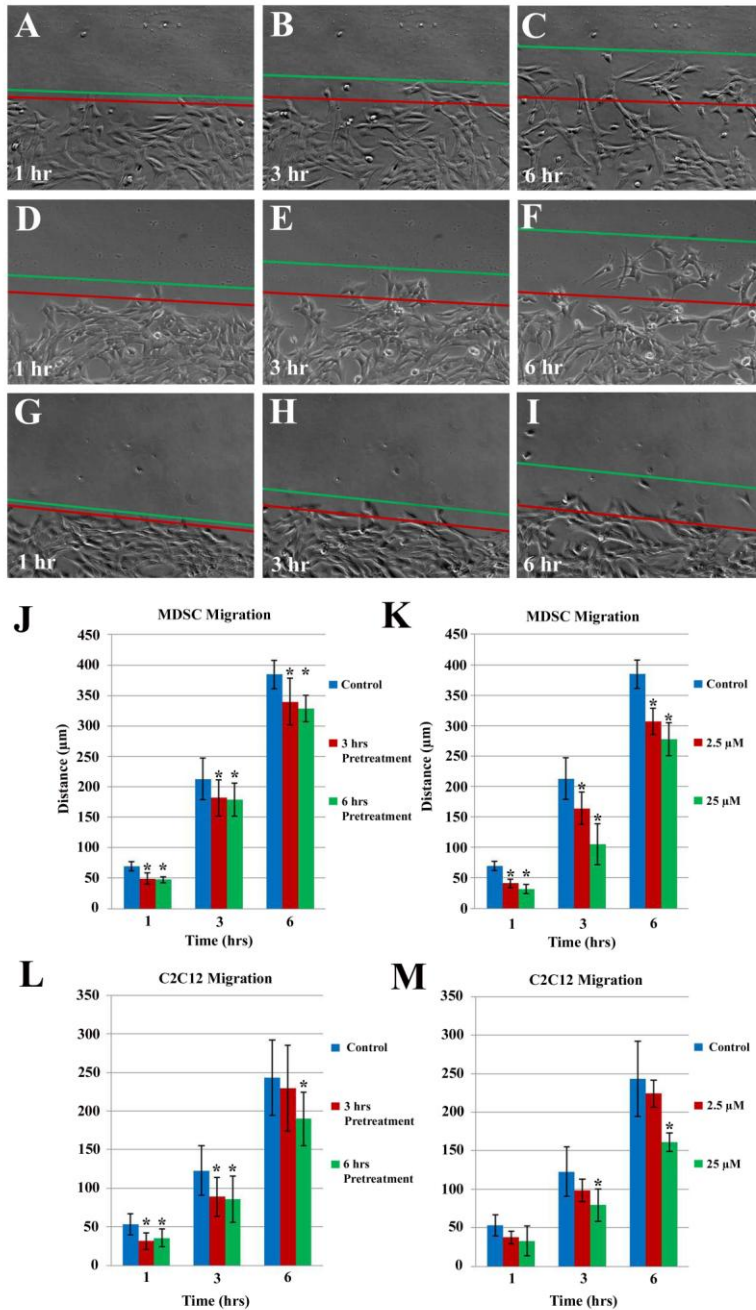 A
1 hr
B
3 hr
C
6 hr
D
1 hr
E
3 hr
F
6 hr
G
1 hr
H
3 hr
I
6 hr
J
MDSC Migration
Distance (µm)
450
400
350
300
250
200
150
100
50
0
* *
* *
* *
1
3
6
Time (hrs)
Control
3 hrs
Pretreatment
6 hrs
Pretreatment
K
MDSC Migration
Distance (µm)
450
400
350
300
250
200
150
100
50
0
* *
*
*
*
*
1
3
6
Time (hrs)
Control
2.5 µM
25 µM
L
C2C12 Migration
350
300
250
200
150
100
50
0
* *
* *
*
1
3
6
Time (hrs)
Control
3 hrs
Pretreatment
6 hrs
Pretreatment
M
C2C12 Migration
350
300
250
200
150
100
50
0
*
*
1
3
6
Time (hrs)
Control
2.5 µM
25 µM